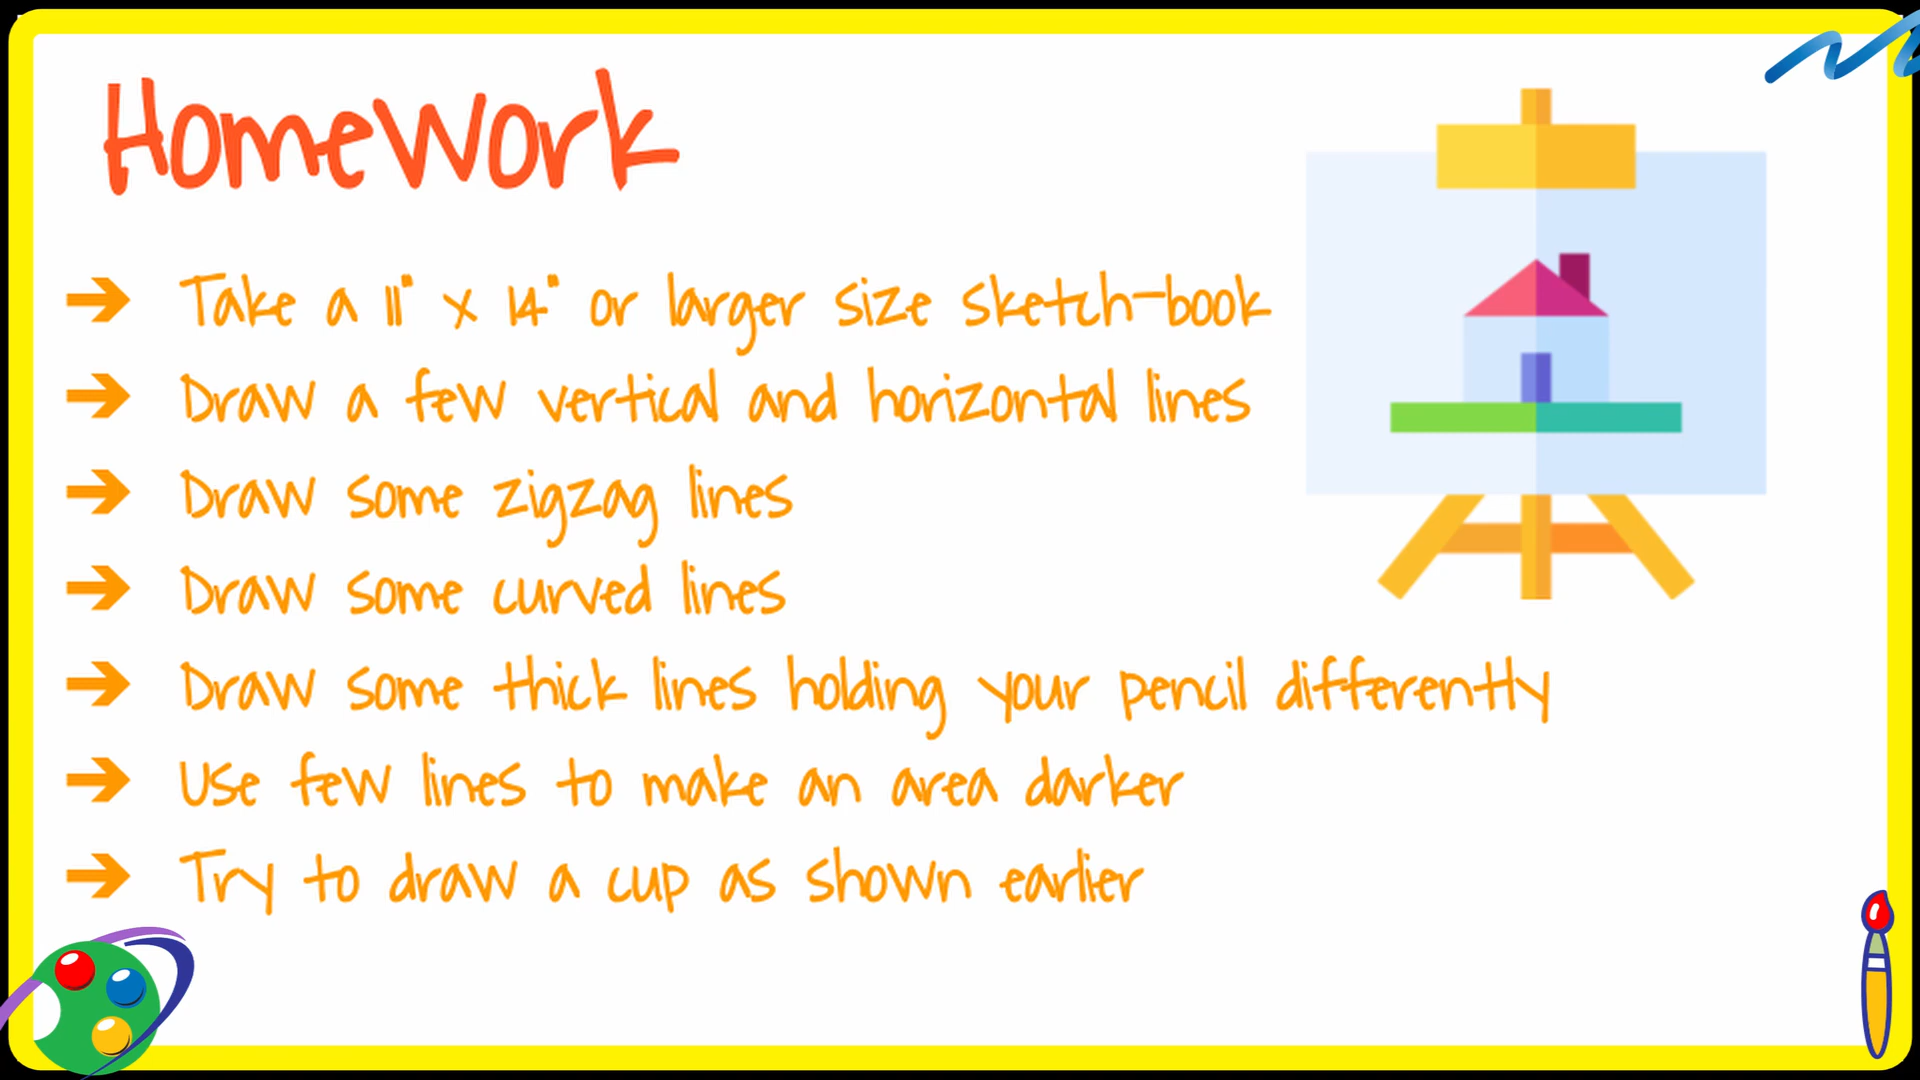 HomeWork
➔ Take a 11" x 14" or larger size sketch-book
➔ Draw a few vertical and horizontal lines
➔ Draw some zigzag lines
➔ Draw some curved lines
➔ Draw some thick lines holding your pencil differently
➔ Use few lines to make an area darker
➔ Try to draw a cup as shown earlier